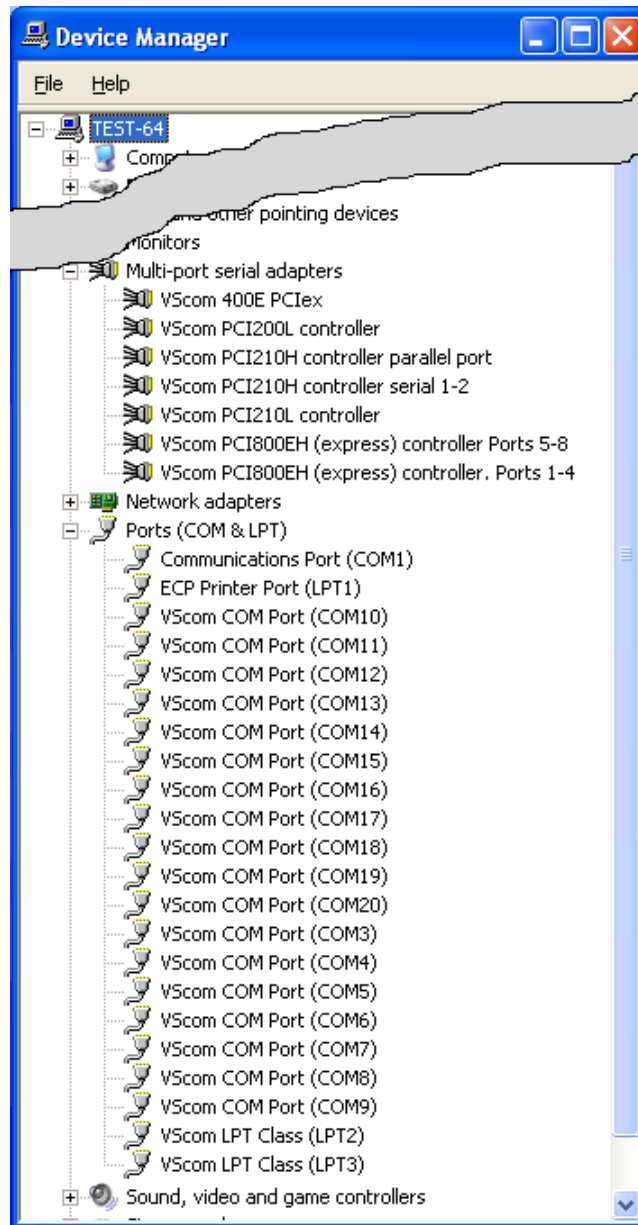 Device Manager
File Help
TEST-64
and other pointing devices
Monitors
Multi-port serial adapters
VScom 400E PCIex
VScom PCI200L controller
VScom PCI210H controller parallel port
VScom PCI210H controller serial 1-2
VScom PCI210L controller
VScom PCI800EH (express) controller Ports 5-8
VScom PCI800EH (express) controller. Ports 1-4
Network adapters
Ports (COM & LPT)
Communications Port (COM1)
ECP Printer Port (LPT1)
VScom COM Port (COM10)
VScom COM Port (COM11)
VScom COM Port (COM12)
VScom COM Port (COM13)
VScom COM Port (COM14)
VScom COM Port (COM15)
VScom COM Port (COM16)
VScom COM Port (COM17)
VScom COM Port (COM18)
VScom COM Port (COM19)
VScom COM Port (COM20)
VScom COM Port (COM3)
VScom COM Port (COM4)
VScom COM Port (COM5)
VScom COM Port (COM6)
VScom COM Port (COM7)
VScom COM Port (COM8)
VScom COM Port (COM9)
VScom LPT Class (LPT2)
VScom LPT Class (LPT3)
Sound, video and game controllers